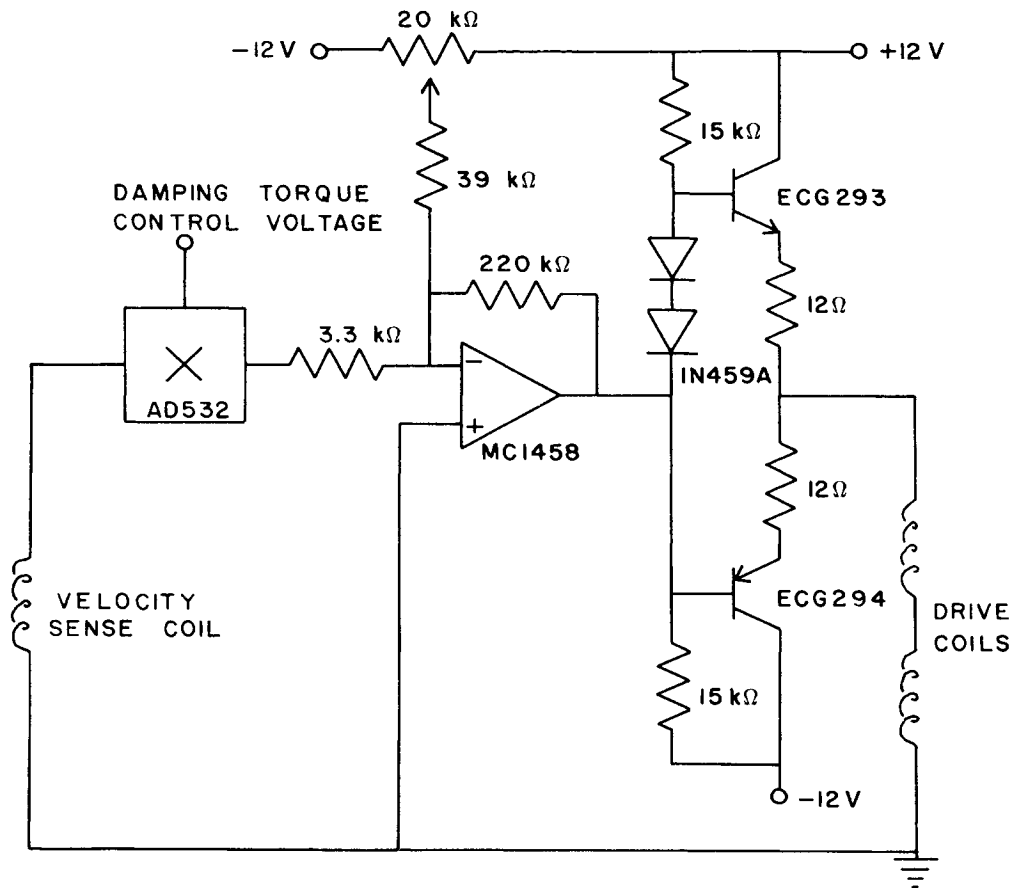 20 kΩ
-12 V
+12 V
15 kΩ
39 kΩ
ECG293
DAMPING TORQUE
CONTROL VOLTAGE
220 kΩ
12Ω
3.3 kΩ
−
IN459A
AD532
+
MC1458
12Ω
VELOCITY
SENSE COIL
ECG294
DRIVE
COILS
15 kΩ
-12 V